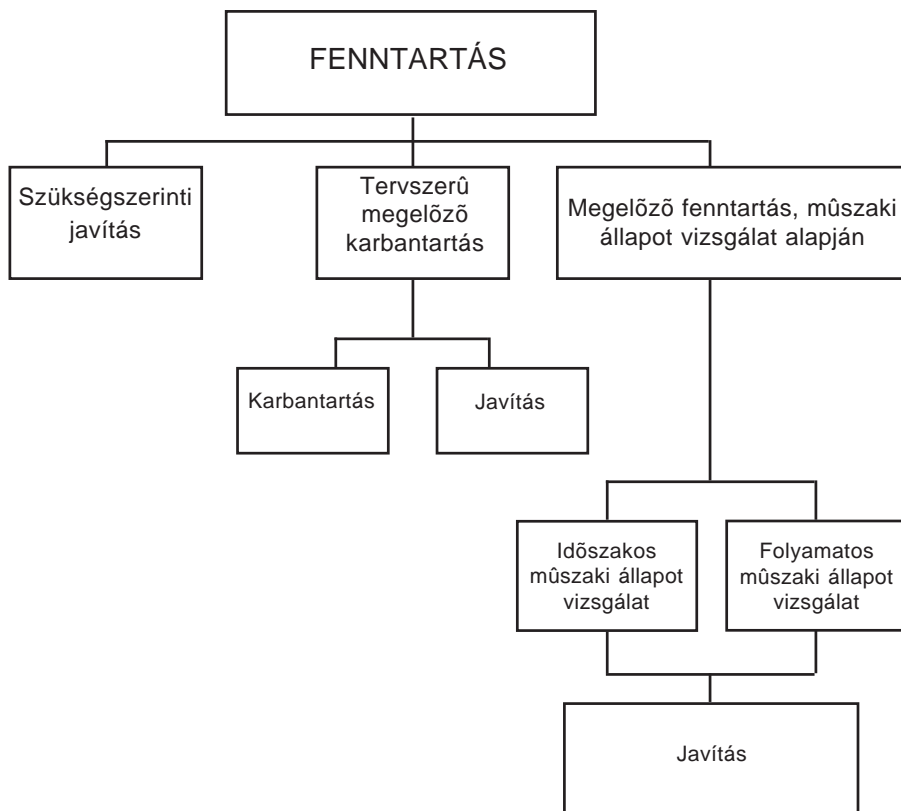 FENNTARTÁS
Szükségszerinti
javítás
Tervszerû
megelõzõ
karbantartás
Megelõzõ fenntartás, mûszaki
állapot vizsgálat alapján
Karbantartás
Javítás
Idõszakos
mûszaki állapot
vizsgálat
Folyamatos
mûszaki állapot
vizsgálat
Javítás